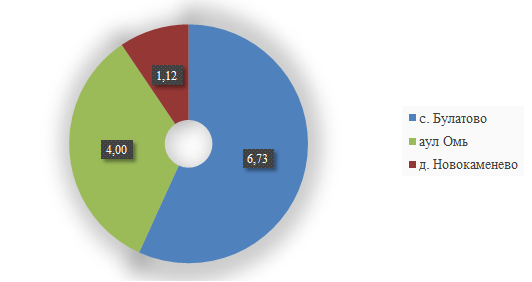 1,12
4,00
6,73
с. Булатово
аул Омь
д. Новокаменево